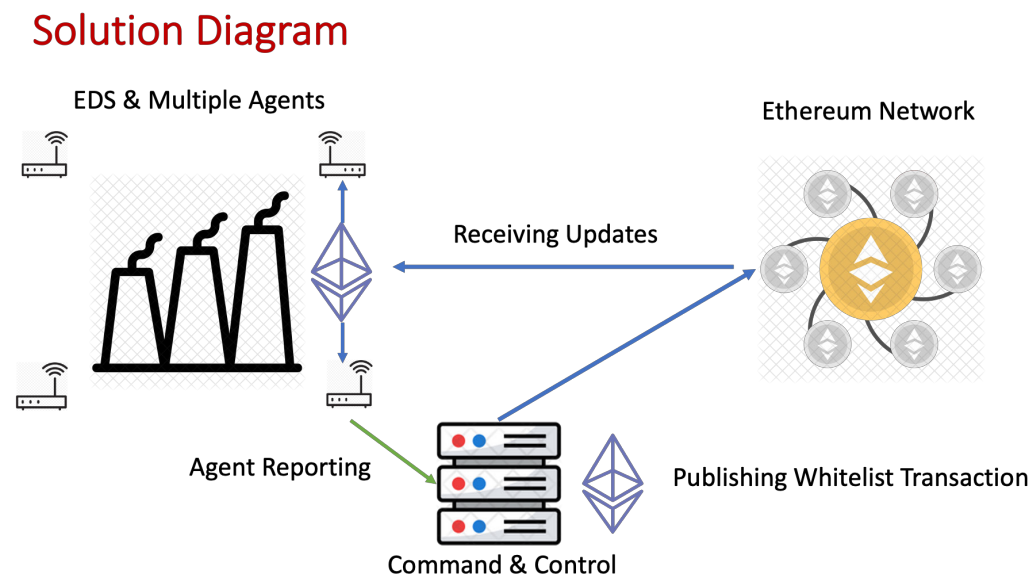 Solution Diagram
EDS & Multiple Agents
Ethereum Network
Receiving Updates
Agent Reporting
Publishing Whitelist Transaction
Command & Control